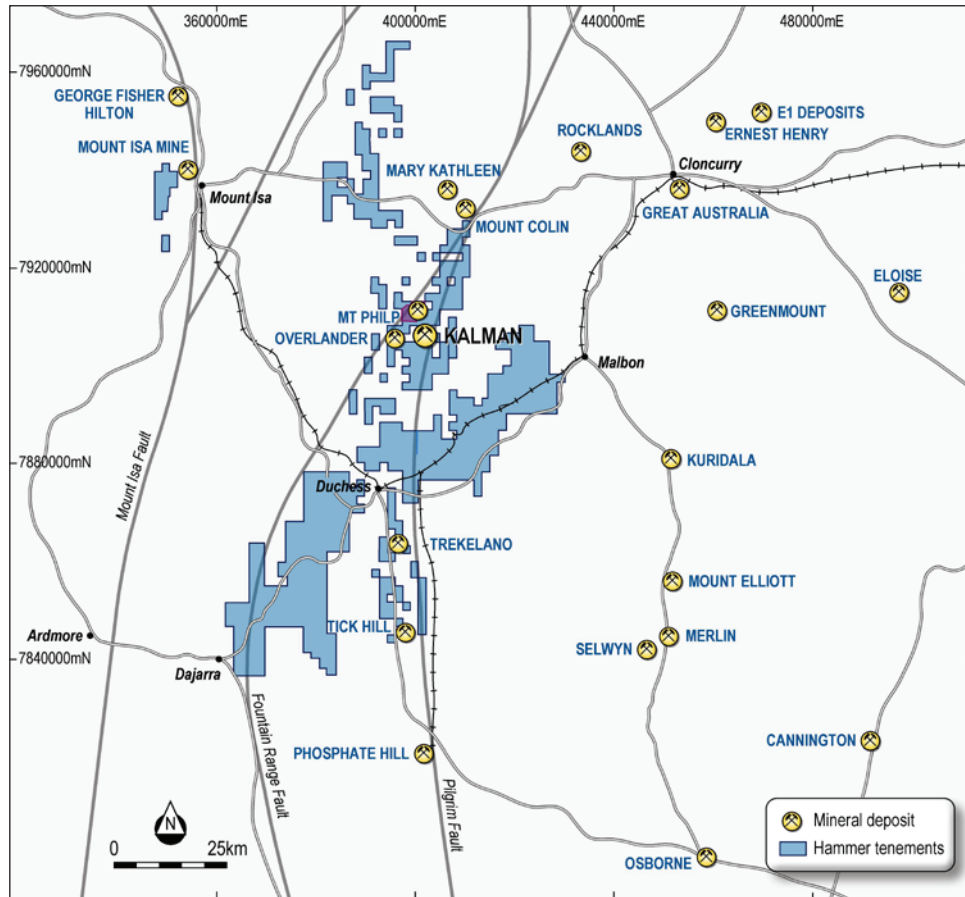 360000mE
400000mE
440000mE
480000mE
7960000mN
GEORGE FISHER
HILTON
E1 DEPOSITS
ERNEST HENRY
ROCKLANDS
MOUNT ISA MINE
Cloncurry
MARY KATHLEEN
Mount Isa
GREAT AUSTRALIA
MOUNT COLIN
7920000mN
ELOISE
GREENMOUNT
MT PHILP
OVERLANDER
KALMAN
Malbon
Mount Isa Fault
7880000mN
KURIDALA
Duchess
TREKELANO
MOUNT ELLIOTT
TICK HILL
Ardmore
MERLIN
SELWYN
7840000mN
Dajarra
Fountain Range Fault
CANNINGTON
PHOSPHATE HILL
Pilgrim Fault
N
0
25km
Mineral deposit
Hammer tenements
OSBORNE